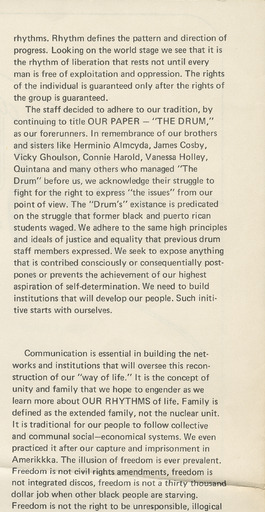 rhythms. Rhythm defines the pattern and direction of
progress. Looking on the world stage we see that it is
the rhythm of liberation that rests not until every
man is free of exploitation and oppression. The rights
of the individual is guaranteed only after the rights of
the group is guaranteed.
The staff decided to adhere to our tradition, by
continuing to title OUR PAPER — "THE DRUM,"
as our forerunners. In remembrance of our brothers
and sisters like Herminio Almcyda, James Cosby,
Vicky Ghoulson, Connie Harold, Vanessa Holley,
Quintana and many others who managed "The
Drum" before us, we acknowledge their struggle to
fight for the right to express "the issues" from our
point of view. The "Drum's" existance is predicated
on the struggle that former black and puerto rican
students waged. We adhere to the same high principles
and ideals of justice and equality that previous drum
staff members expressed. We seek to expose anything
that is contribed consciously or consequentially post-
pones or prevents the achievement of our highest
aspiration of self-determination. We need to build
institutions that will develop our people. Such initi-
tive starts with ourselves.
Communication is essential in building the net-
works and institutions that will oversee this recon-
struction of our "way of life." It is the concept of
unity and family that we hope to engender as we
learn more about OUR RHYTHMS of life. Family is
defined as the extended family, not the nuclear unit.
It is traditional for our people to follow collective
and communal social—economical systems. We even
practiced it after our capture and imprisonment in
Amerikkka. The illusion of freedom is ever prevalent.
Freedom is not civil rights amendments, freedom is
not integrated discos, freedom is not a thirty thousand
dollar job when other black people are starving.
Freedom is not the right to be unresponsible, illogical